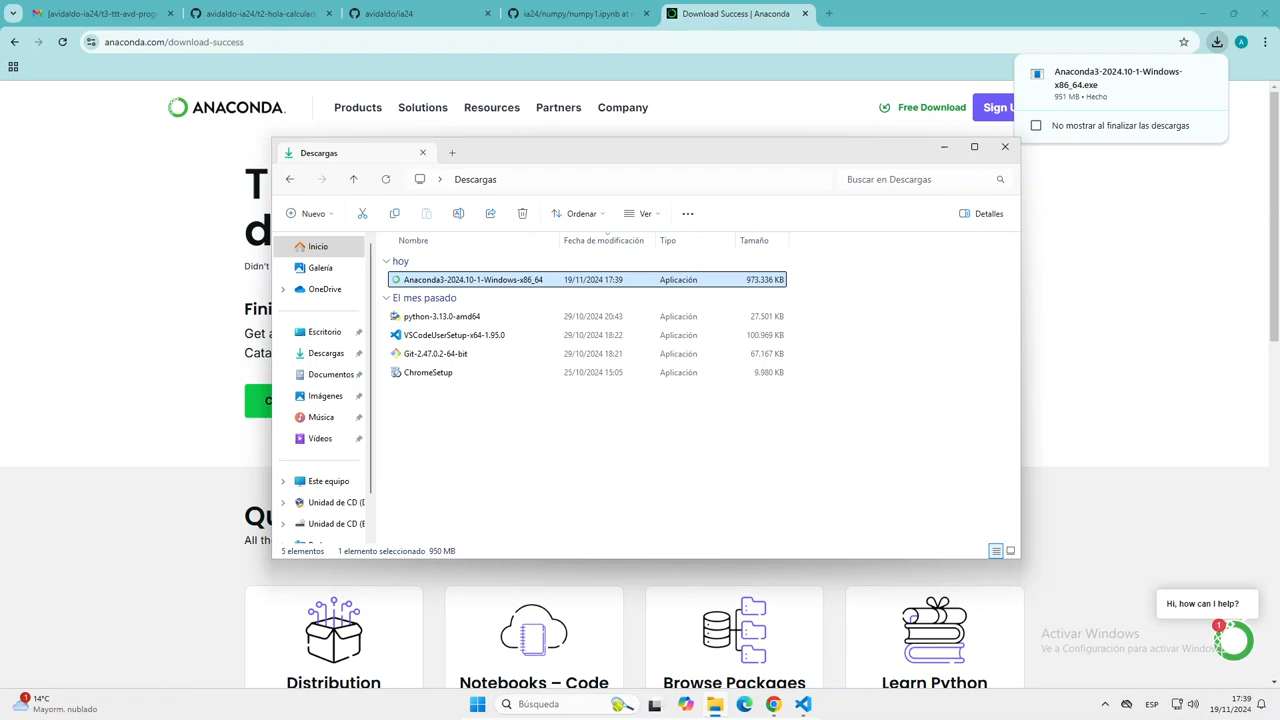 [avidaldo-ia24/t3-ttt-avd-prog
avidaldo-ia24/t2-hola-calculad
avidaldo/ia24
ia24/numpy/numpy1.ipynb at m
Download Success | Anaconda
anaconda.com/download-success
A
Anaconda3-2024.10-1-Windows-
x86_64.exe
951 MB • Hecho
No mostrar al finalizar las descargas
ANACONDA.
Products
Solutions
Resources
Partners
Company
Free Download
Sign U
T
d
Didn't
Fini
Get a
Cata
Descargas
Descargas
Buscar en Descargas
Nuevo
Ordenar
Ver
Detalles
Inicio
Galería
OneDrive
Escritorio
Descargas
Documentos
Imágenes
Música
Vídeos
Este equipo
Unidad de CD (D
Unidad de CD (E
Nombre
Fecha de modificación
Tipo
Tamaño
hoy
Anaconda3-2024.10-1-Windows-x86_64 19/11/2024 17:39 Aplicación 973.336 KB
El mes pasado
python-3.13.0-amd64 29/10/2024 20:43 Aplicación 27.501 KB
VSCodeUserSetup-x64-1.95.0 29/10/2024 18:22 Aplicación 100.969 KB
Git-2.47.0.2-64-bit 29/10/2024 18:21 Aplicación 67.167 KB
ChromeSetup 25/10/2024 15:05 Aplicación 9.980 KB
5 elementos
1 elemento seleccionado 950 MB
Qu
All the
Distribution
Notebooks – Code
Browse Packages
Learn Python
Hi, how can I help?
1
Activar Windows
Ve a Configuración para activar Window
1
14°C
Mayorm. nublado
Búsqueda
ESP
17:39
19/11/2024